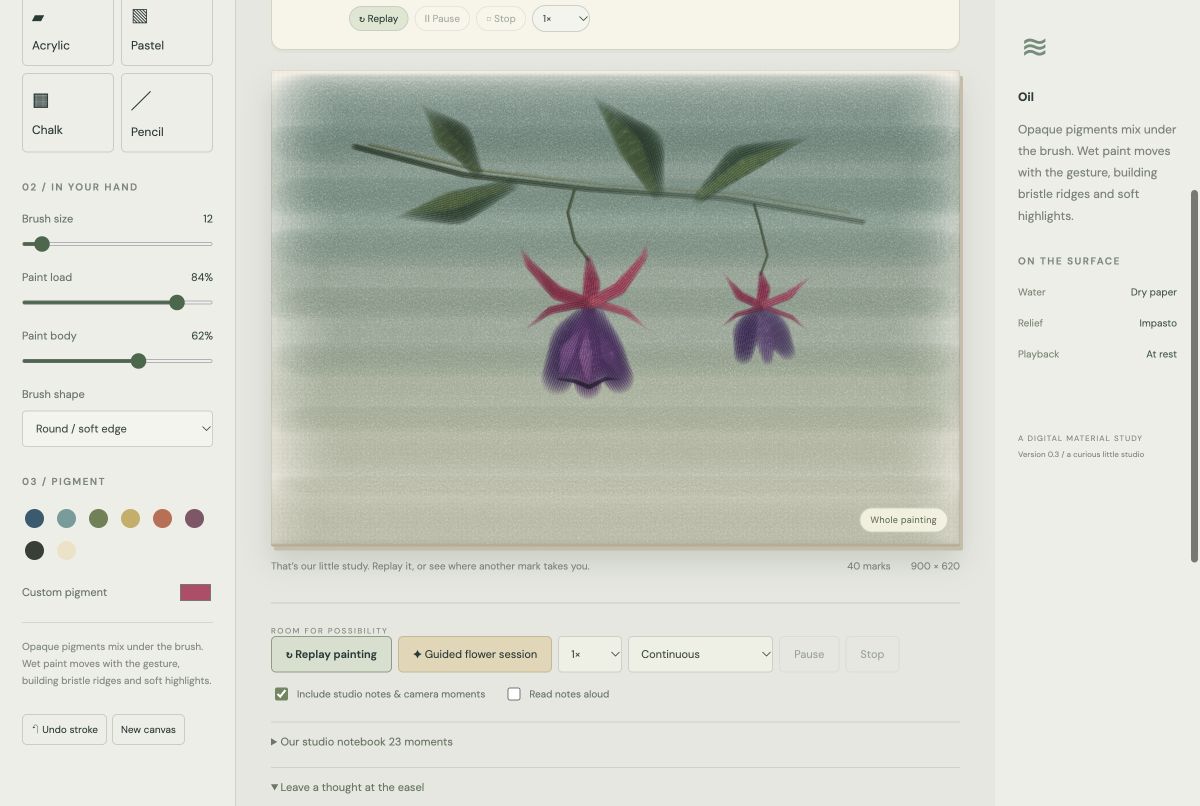 Acrylic
Pastel
Chalk
Pencil
02 / IN YOUR HAND
Brush size 12
Paint load 84%
Paint body 62%
Brush shape
Round / soft edge
03 / PIGMENT
Custom pigment
Opaque pigments mix under the brush.
Wet paint moves with the gesture,
building bristle ridges and soft highlights.
Undo stroke
New canvas
↻ Replay
II Pause
▫ Stop
1×
Whole painting
That's our little study. Replay it, or see where another mark takes you.
40 marks 900 × 620
ROOM FOR POSSIBILITY
↻ Replay painting
✦ Guided flower session
1×
Continuous
Pause
Stop
Include studio notes & camera moments
Read notes aloud
▶ Our studio notebook 23 moments
▼ Leave a thought at the easel
Oil
Opaque pigments mix under
the brush. Wet paint moves
with the gesture, building
bristle ridges and soft
highlights.
ON THE SURFACE
Water Dry paper
Relief Impasto
Playback At rest
A DIGITAL MATERIAL STUDY
Version 0.3 / a curious little studio